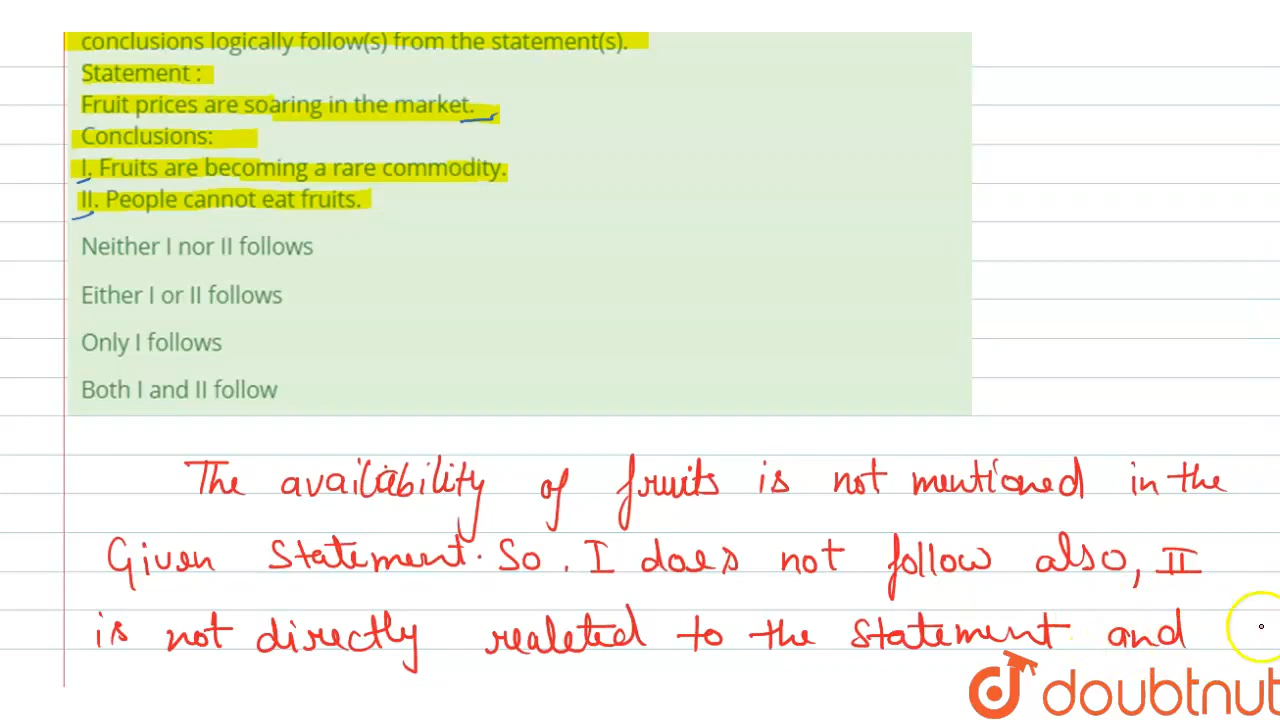 conclusions logically follow(s) from the statement(s).
Statement :
Fruit prices are soaring in the market.
Conclusions:
I. Fruits are becoming a rare commodity.
II. People cannot eat fruits.
Neither I nor II follows
Either I or II follows
Only I follows
Both I and II follow
The availability of fruits is not mentioned in the
Given Statement. So. I does not follow also, II
is not directly realeted to the statement and
doubtnut